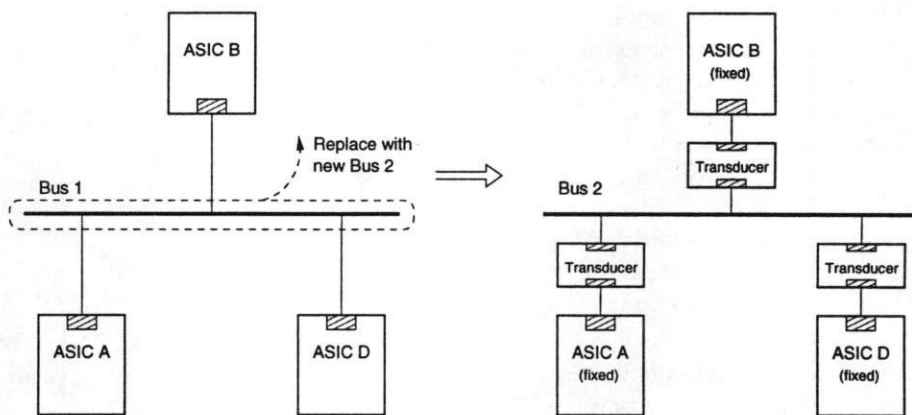 ASIC B
Replace with
new Bus 2
Bus 1
ASIC A
ASIC D
ASIC B
(fixed)
Transducer
Bus 2
Transducer
Transducer
ASIC A
(fixed)
ASIC D
(fixed)